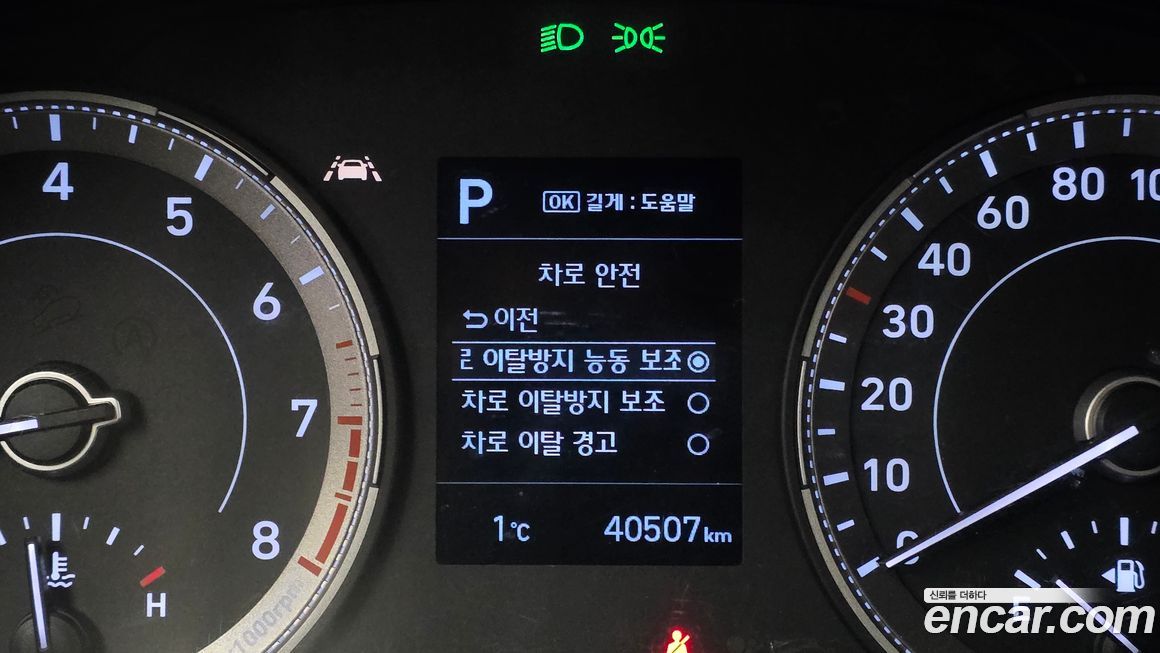 4
5
6
7
8
x1000rpm
H
P
OK 길게 : 도움말
차로 안전
이전
이탈방지 능동 보조
차로 이탈방지 보조
차로 이탈 경고
1℃
40507km
80
60
40
30
20
10
0
신뢰를 더하다
encar.com